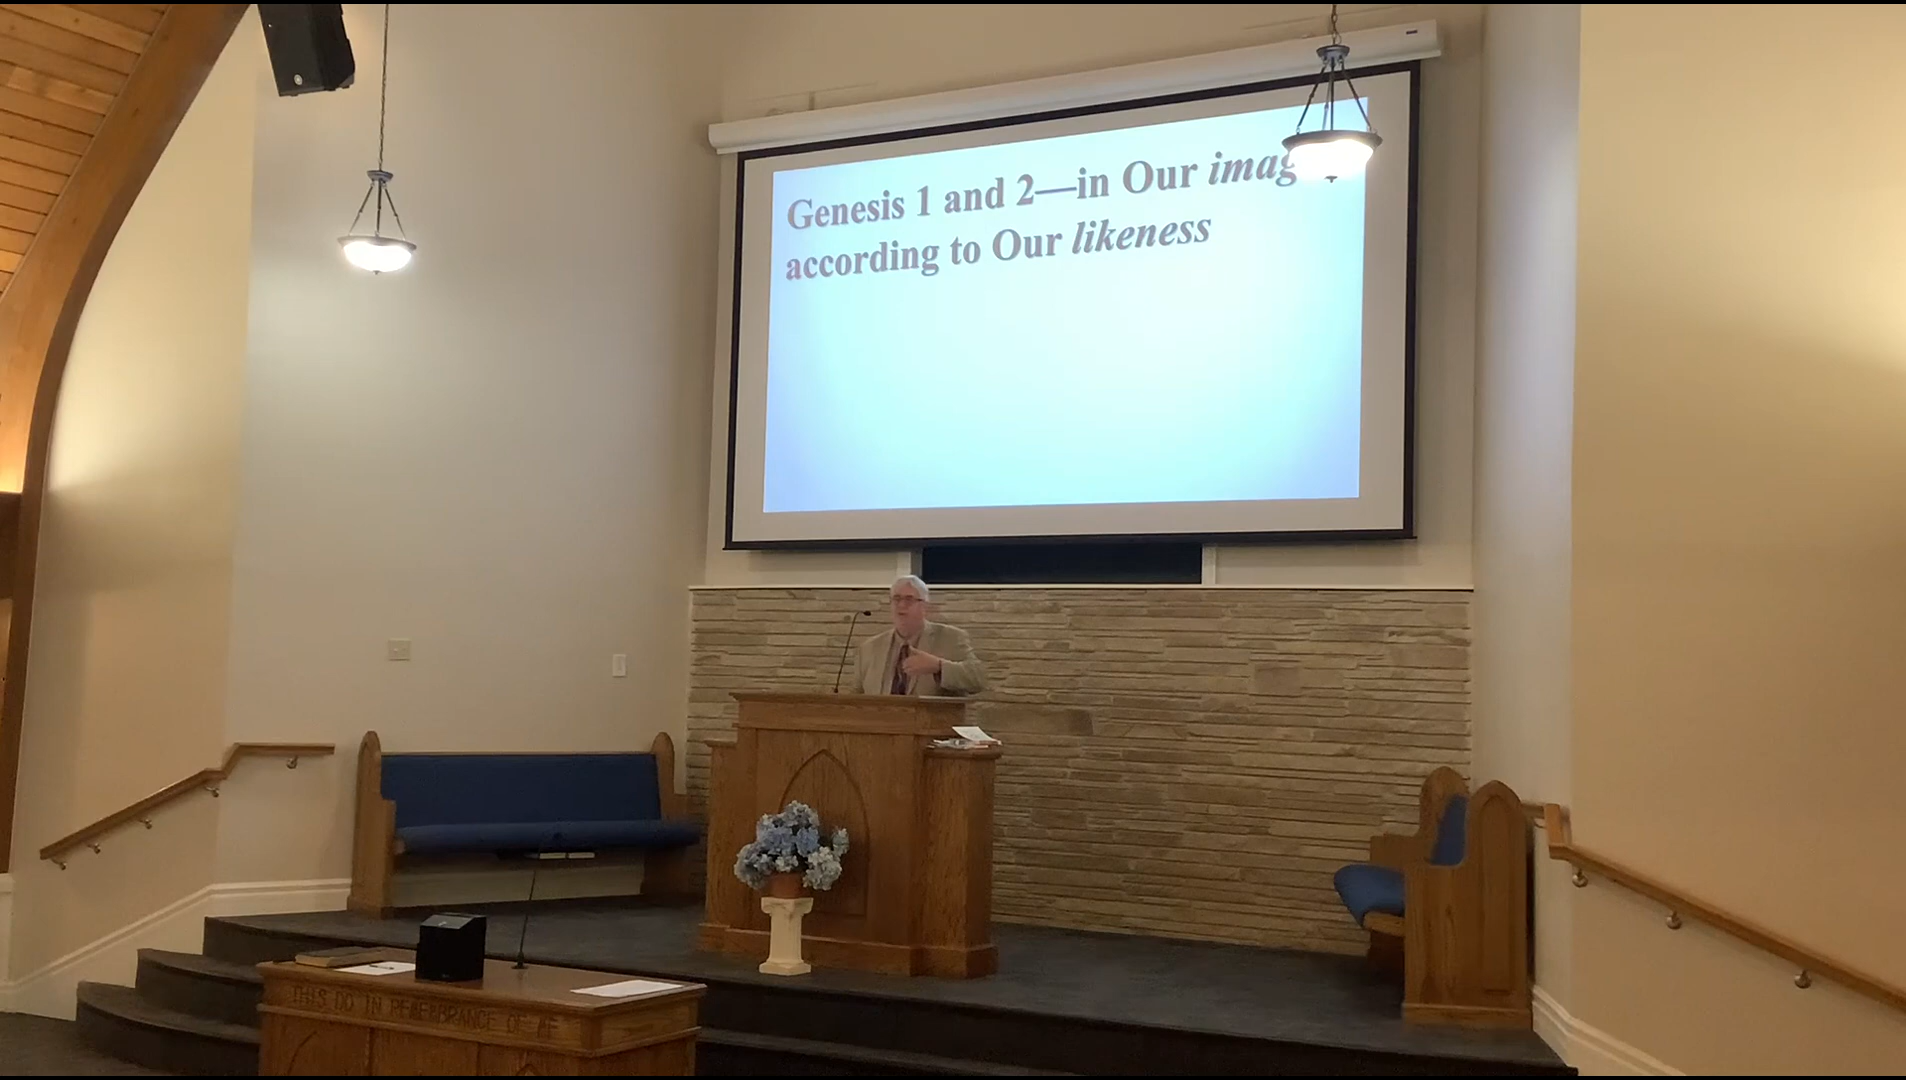 Genesis 1 and 2—in Our imag
according to Our likeness
THIS DO IN REMEMBRANCE OF ME